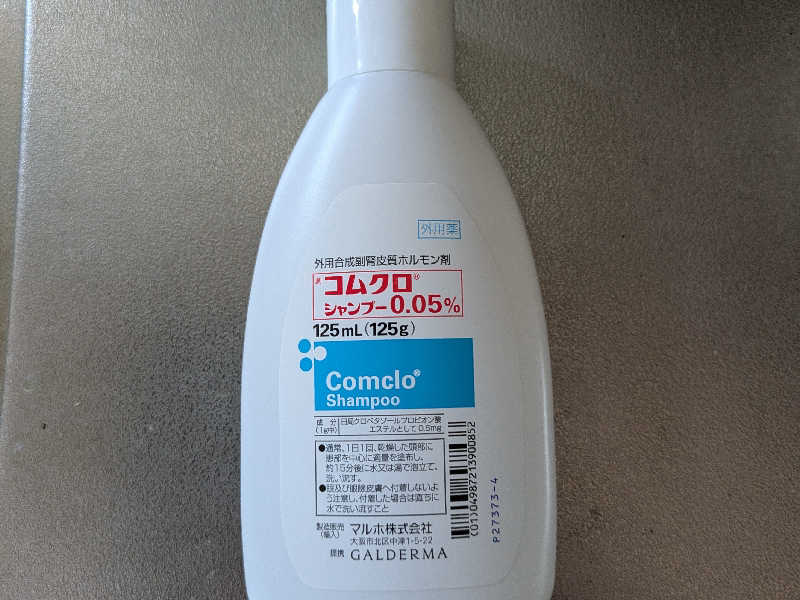 外用薬
外用合成副腎皮質ホルモン剤
コムクロ®
シャンプー0.05%
125mL(125g)
Comclo®
Shampoo
成分(1g中) 日局クロベタゾールプロピオン酸
エステルとして0.5mg
●通常、1日1回、乾燥した頭部に
患部を中心に適量を塗布し、
約15分後に水又は湯で泡立て、
洗い流す。
●眼及び眼瞼皮膚へ付着しないよ
う注意し、付着した場合は直ちに
水で洗い流すこと
(01)04987213900852
P27373-4
製造販売(輸入) マルホ株式会社
大阪市北区中津1-5-22
提携 GALDERMA